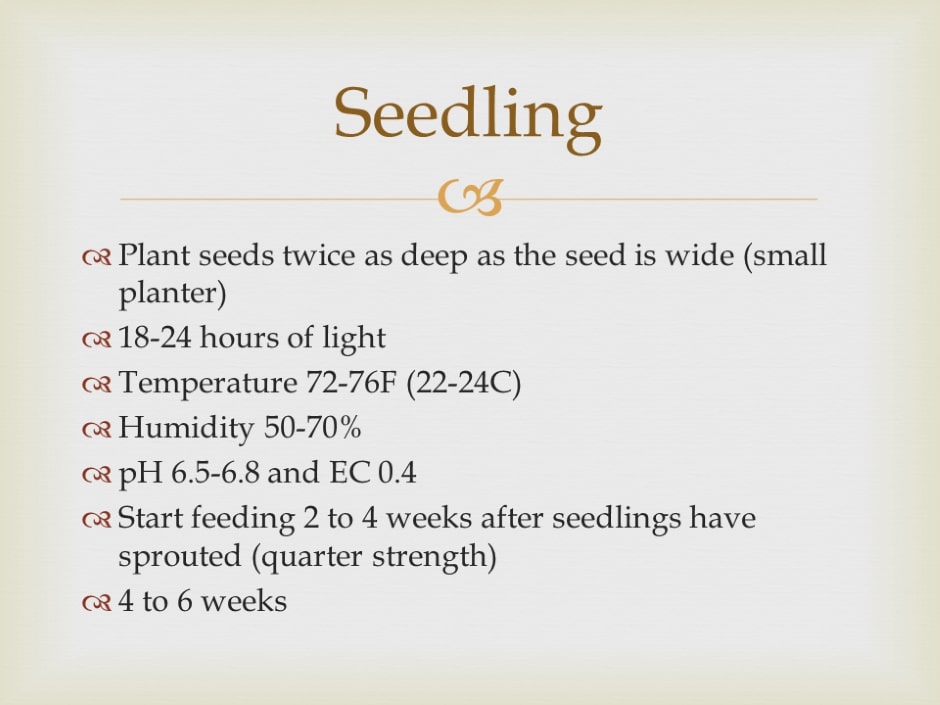 Seedling
Plant seeds twice as deep as the seed is wide (small
planter)
18-24 hours of light
Temperature 72-76F (22-24C)
Humidity 50-70%
pH 6.5-6.8 and EC 0.4
Start feeding 2 to 4 weeks after seedlings have
sprouted (quarter strength)
4 to 6 weeks